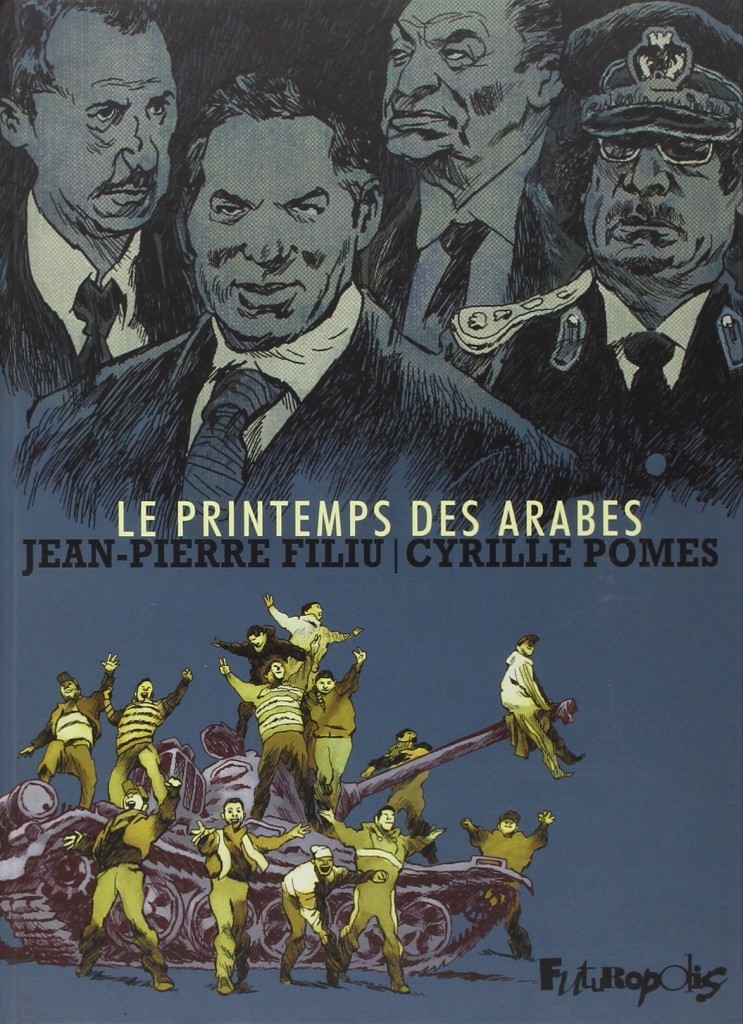 LE PRINTEMPS DES ARABES
JEAN-PIERRE FILIU | CYRILLE POMES
FUTUROPOLIS